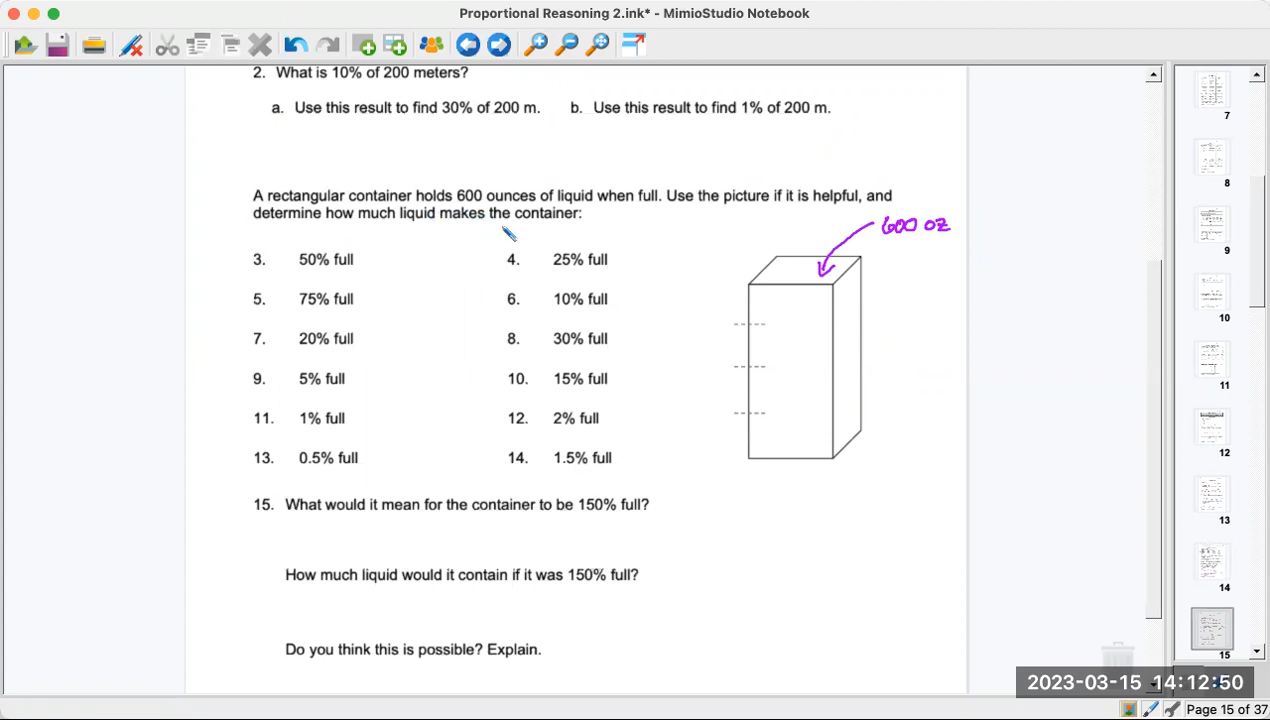 Proportional Reasoning 2.ink* - MimioStudio Notebook
2. What is 10% of 200 meters?
a. Use this result to find 30% of 200 m. b. Use this result to find 1% of 200 m.
A rectangular container holds 600 ounces of liquid when full. Use the picture if it is helpful, and
determine how much liquid makes the container:
600 oz
3. 50% full 4. 25% full
5. 75% full 6. 10% full
7. 20% full 8. 30% full
9. 5% full 10. 15% full
11. 1% full 12. 2% full
13. 0.5% full 14. 1.5% full
15. What would it mean for the container to be 150% full?
How much liquid would it contain if it was 150% full?
Do you think this is possible? Explain.
7
8
9
10
11
12
13
14
15
2023-03-15 14:12:50
Page 15 of 37